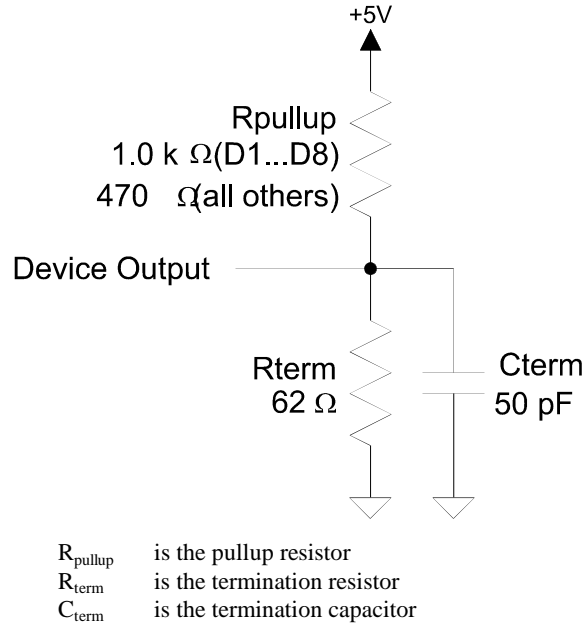 +5V
Rpullup
1.0 k Ω(D1...D8)
470 Ω(all others)
Device Output
Rterm
62 Ω
Cterm
50 pF
Rpullup is the pullup resistor
Rterm is the termination resistor
Cterm is the termination capacitor